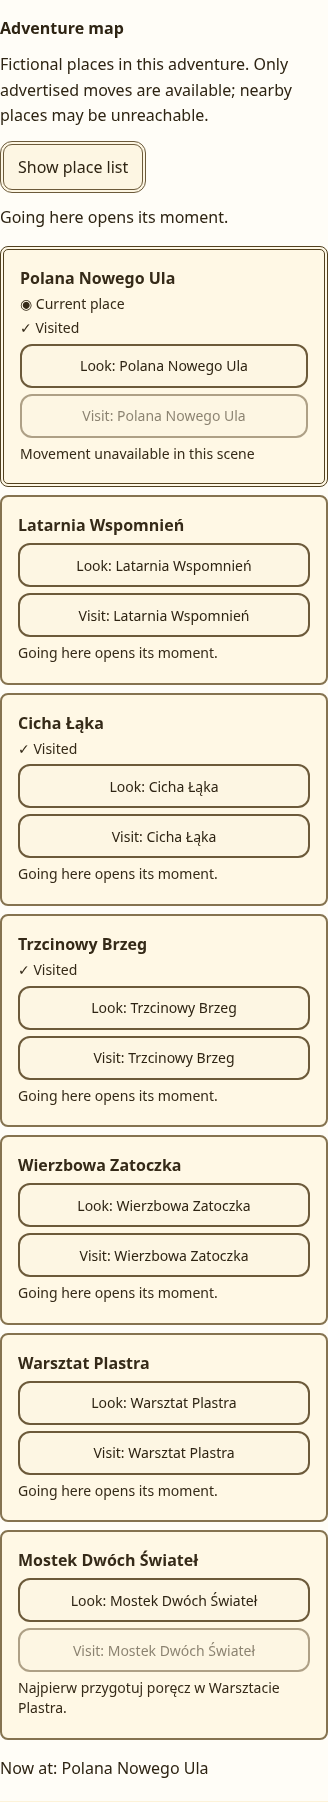 Adventure map
Fictional places in this adventure. Only
advertised moves are available; nearby
places may be unreachable.
Show place list
Going here opens its moment.
Polana Nowego Ula
◉ Current place
✓ Visited
Look: Polana Nowego Ula
Visit: Polana Nowego Ula
Movement unavailable in this scene
Latarnia Wspomnień
Look: Latarnia Wspomnień
Visit: Latarnia Wspomnień
Going here opens its moment.
Cicha Łąka
✓ Visited
Look: Cicha Łąka
Visit: Cicha Łąka
Going here opens its moment.
Trzcinowy Brzeg
✓ Visited
Look: Trzcinowy Brzeg
Visit: Trzcinowy Brzeg
Going here opens its moment.
Wierzbowa Zatoczka
Look: Wierzbowa Zatoczka
Visit: Wierzbowa Zatoczka
Going here opens its moment.
Warsztat Plastra
Look: Warsztat Plastra
Visit: Warsztat Plastra
Going here opens its moment.
Mostek Dwóch Świateł
Look: Mostek Dwóch Świateł
Visit: Mostek Dwóch Świateł
Najpierw przygotuj poręcz w Warsztacie
Plastra.
Now at: Polana Nowego Ula